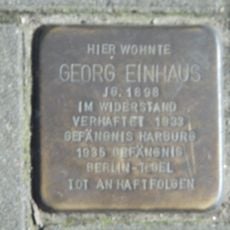 HIER WOHNTE
GEORG EINHAUS
JG. 1898
IM WIDERSTAND
VERHAFTET 1933
GEFÄNGNIS HARBURG
1935 GEFÄNGNIS
BERLIN-TEGEL
TOT AN HAFTFOLGEN